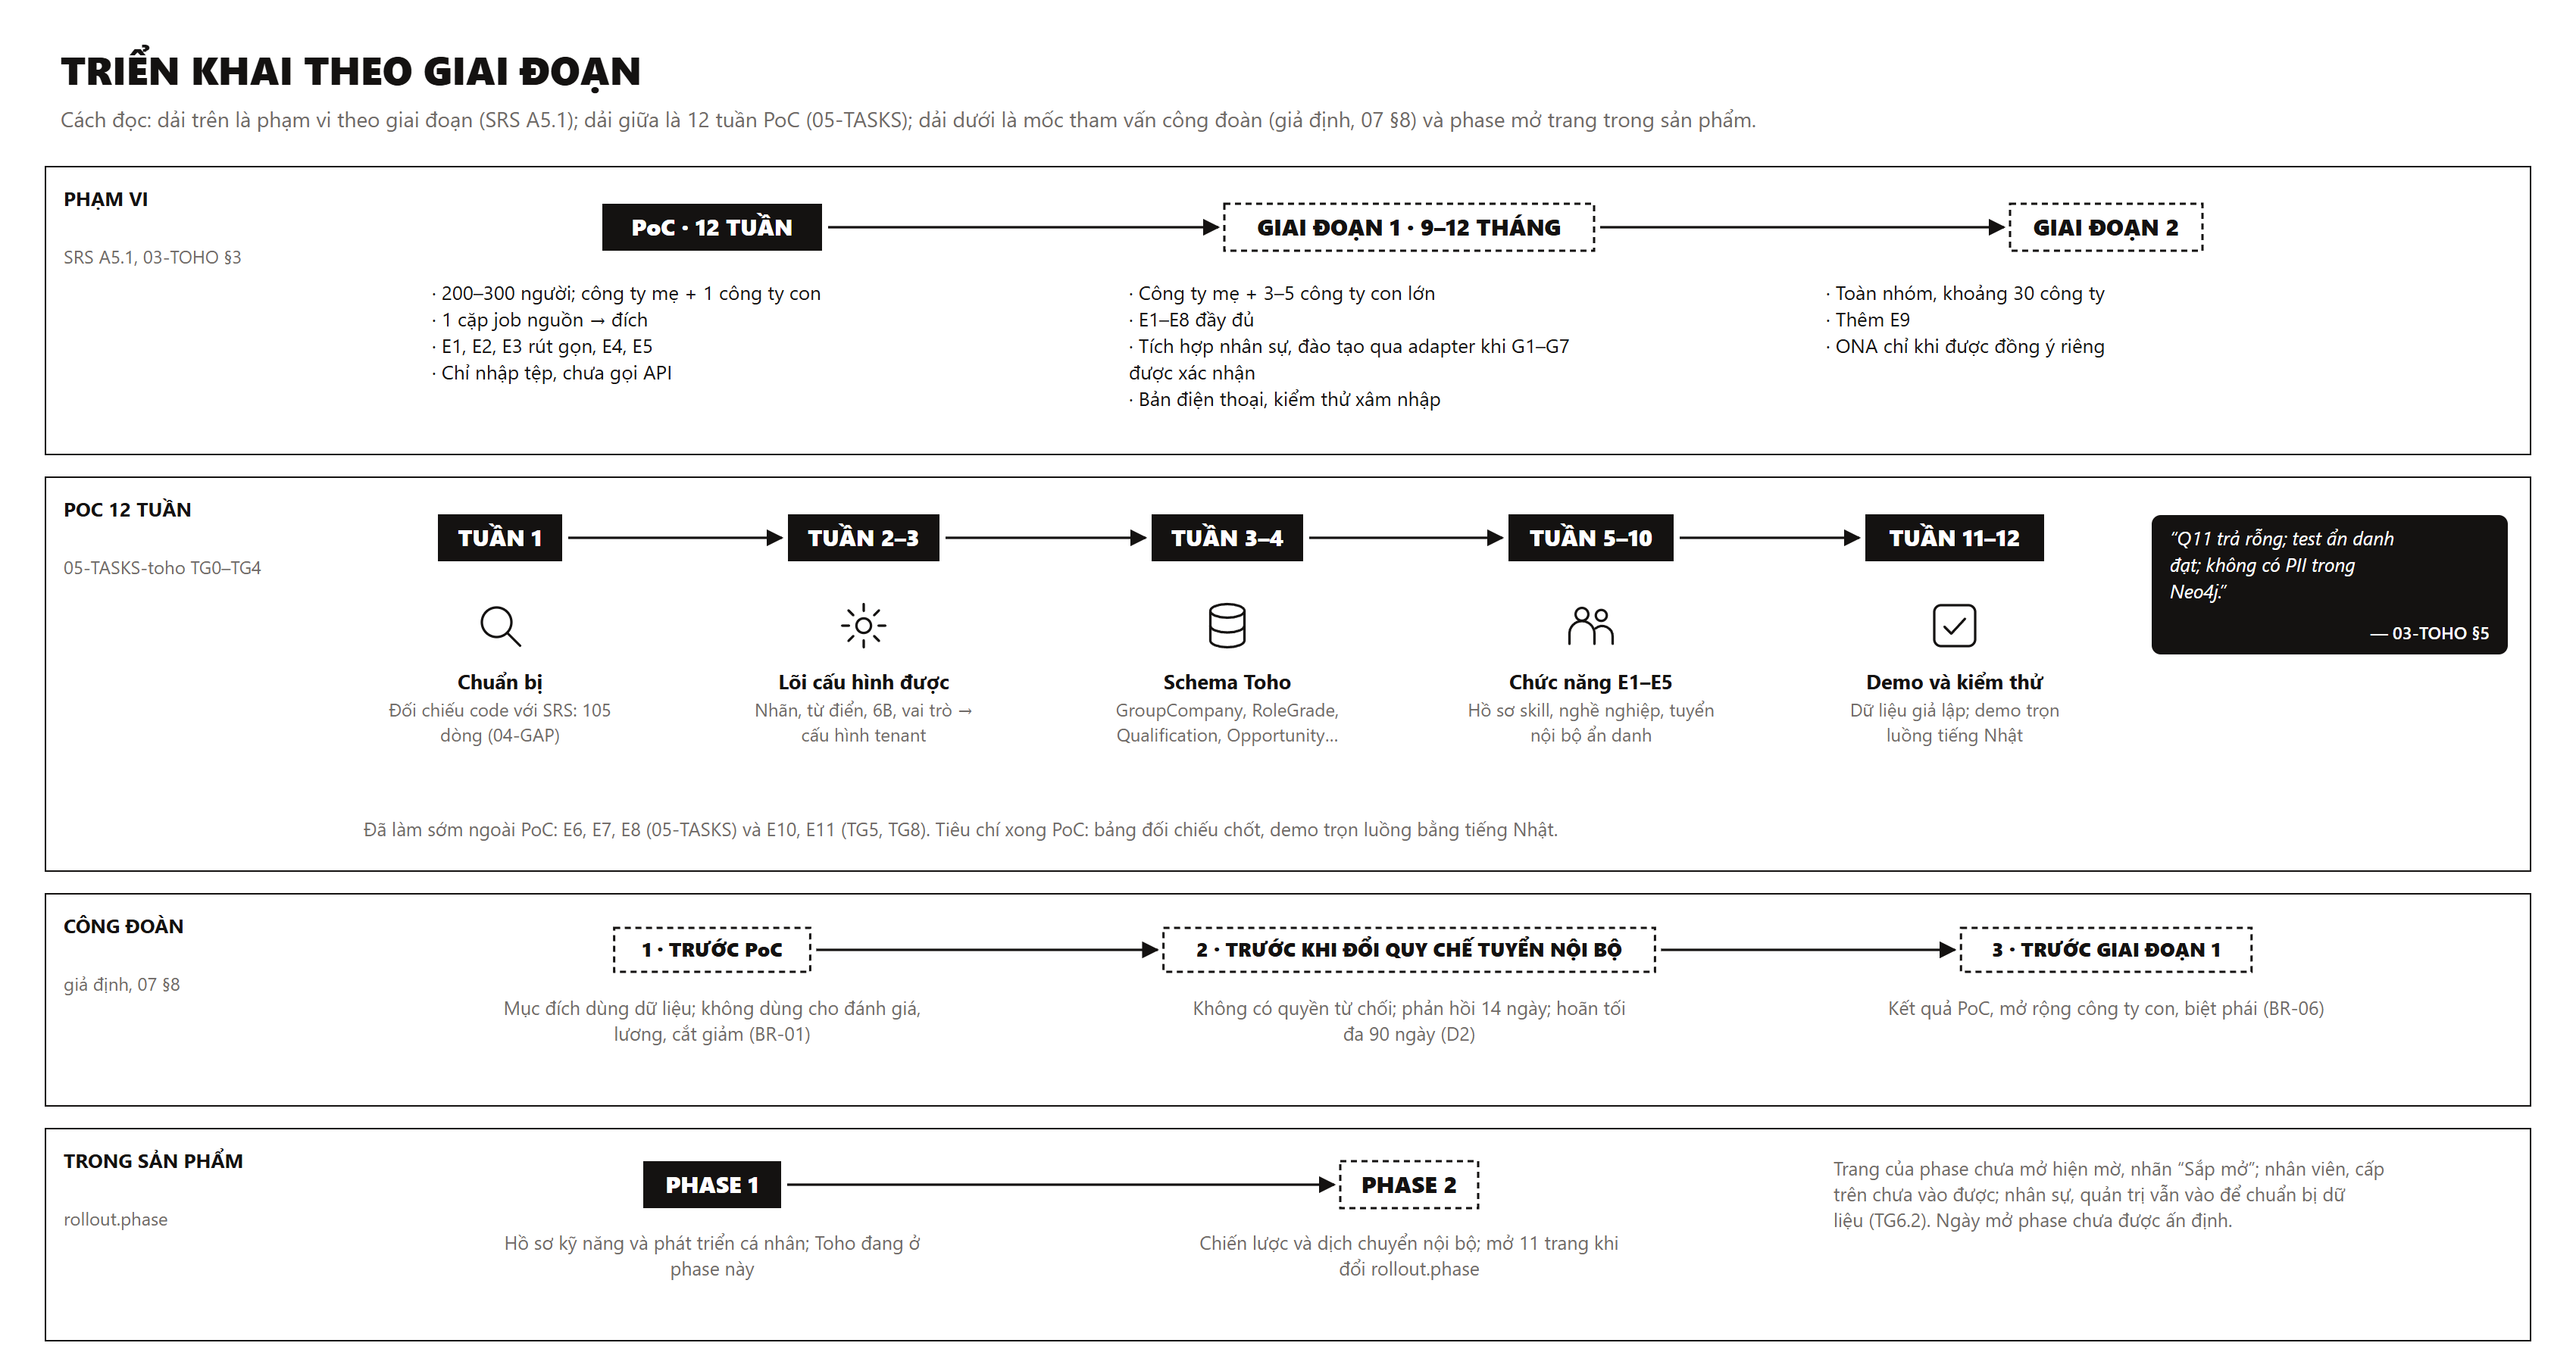 TRIỂN KHAI THEO GIAI ĐOẠN
Cách đọc: dải trên là phạm vi theo giai đoạn (SRS A5.1); dải giữa là 12 tuần PoC (05-TASKS); dải dưới là mốc tham vấn công đoàn (giả định, 07 §8) và phase mở trang trong sản phẩm.
PHẠM VI
SRS A5.1, 03-TOHO §3
PoC · 12 TUẦN
GIAI ĐOẠN 1 · 9–12 THÁNG
GIAI ĐOẠN 2
· 200–300 người; công ty mẹ + 1 công ty con
· 1 cặp job nguồn → đích
· E1, E2, E3 rút gọn, E4, E5
· Chỉ nhập tệp, chưa gọi API
· Công ty mẹ + 3–5 công ty con lớn
· E1–E8 đầy đủ
· Tích hợp nhân sự, đào tạo qua adapter khi G1–G7
được xác nhận
· Bản điện thoại, kiểm thử xâm nhập
· Toàn nhóm, khoảng 30 công ty
· Thêm E9
· ONA chỉ khi được đồng ý riêng
POC 12 TUẦN
05-TASKS-toho TG0–TG4
TUẦN 1
TUẦN 2–3
TUẦN 3–4
TUẦN 5–10
TUẦN 11–12
Chuẩn bị
Đối chiếu code với SRS: 105
dòng (04-GAP)
Lõi cấu hình được
Nhãn, từ điển, 6B, vai trò →
cấu hình tenant
Schema Toho
GroupCompany, RoleGrade,
Qualification, Opportunity...
Chức năng E1–E5
Hồ sơ skill, nghề nghiệp, tuyển
nội bộ ẩn danh
Demo và kiểm thử
Dữ liệu giả lập; demo trọn
luồng tiếng Nhật
“Q11 trả rỗng; test ẩn danh
đạt; không có PII trong
Neo4j.”
— 03-TOHO §5
Đã làm sớm ngoài PoC: E6, E7, E8 (05-TASKS) và E10, E11 (TG5, TG8). Tiêu chí xong PoC: bảng đối chiếu chốt, demo trọn luồng bằng tiếng Nhật.
CÔNG ĐOÀN
giả định, 07 §8
1 · TRƯỚC PoC
2 · TRƯỚC KHI ĐỔI QUY CHẾ TUYỂN NỘI BỘ
3 · TRƯỚC GIAI ĐOẠN 1
Mục đích dùng dữ liệu; không dùng cho đánh giá,
lương, cắt giảm (BR-01)
Không có quyền từ chối; phản hồi 14 ngày; hoãn tối
đa 90 ngày (D2)
Kết quả PoC, mở rộng công ty con, biệt phái (BR-06)
TRONG SẢN PHẨM
rollout.phase
PHASE 1
PHASE 2
Hồ sơ kỹ năng và phát triển cá nhân; Toho đang ở
phase này
Chiến lược và dịch chuyển nội bộ; mở 11 trang khi
đổi rollout.phase
Trang của phase chưa mở hiện mờ, nhãn “Sắp mở”; nhân viên, cấp
trên chưa vào được; nhân sự, quản trị vẫn vào để chuẩn bị dữ
liệu (TG6.2). Ngày mở phase chưa được ấn định.